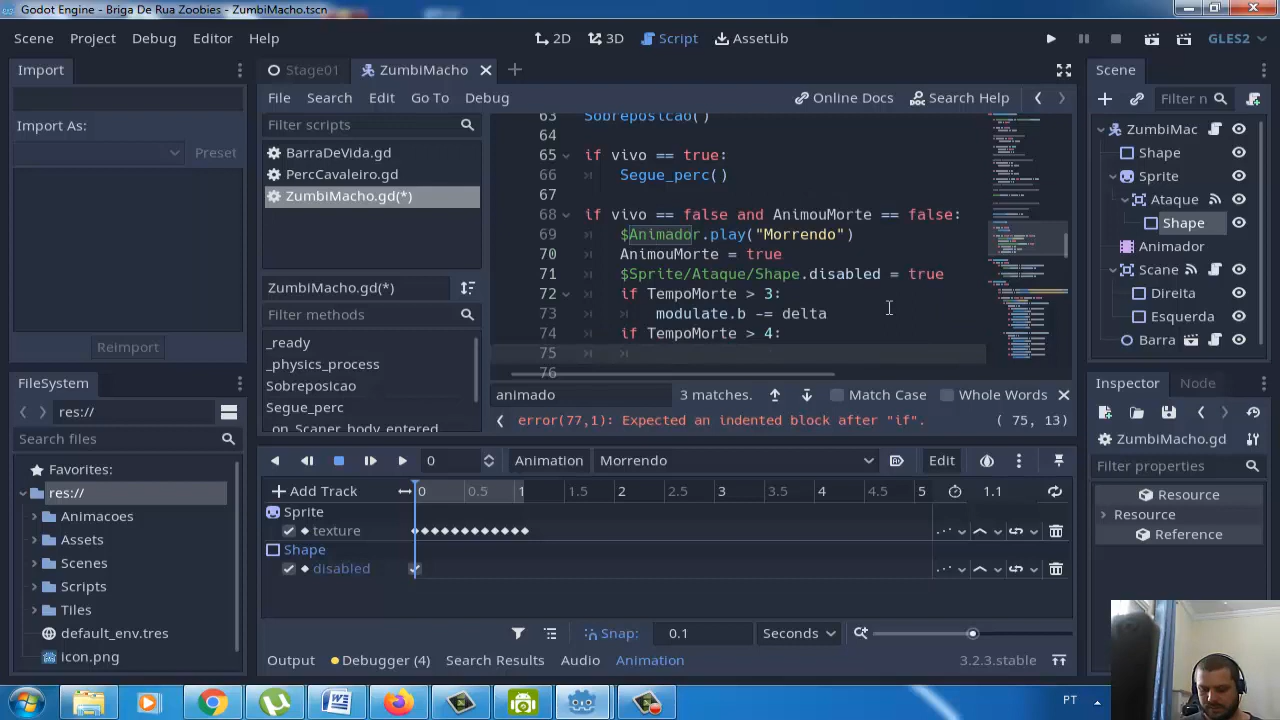 Godot Engine - Briga De Rua Zoobies - ZumbiMacho.tscn
Scene Project Debug Editor Help
2D 3D Script AssetLib
GLES2
Import
Import As:
Preset
Reimport
FileSystem
res://
Search files
Favorites:
res://
Animacoes
Assets
Scenes
Scripts
Tiles
default_env.tres
icon.png
Stage01 ZumbiMacho
File Search Edit Go To Debug
Online Docs Search Help
Filter scripts
BarraDeVida.gd
PersCavaleiro.gd
ZumbiMacho.gd(*)
ZumbiMacho.gd(*)
Filter methods
_ready
_physics_process
Sobreposicao
Segue_perc
_on_Scaner_body_entered
63 Sobreposicao()
64
65 if vivo == true:
66 Segue_perc()
67
68 if vivo == false and AnimouMorte == false:
69 $Animador.play("Morrendo")
70 AnimouMorte = true
71 $Sprite/Ataque/Shape.disabled = true
72 if TempoMorte > 3:
73 modulate.b -= delta
74 if TempoMorte > 4:
75
76
animado
3 matches.
Match Case
Whole Words
error(77,1): Expected an indented block after "if".
( 75, 13)
0
Animation
Morrendo
Edit
Add Track
0 0.5 1 1.5 2 2.5 3 3.5 4 4.5 5
1.1
Sprite
texture
Shape
disabled
Snap:
0.1
Seconds
Output Debugger (4) Search Results Audio Animation
3.2.3.stable
Scene
Filter n
ZumbiMac
Shape
Sprite
Ataque
Shape
Animador
Scane
Direita
Esquerda
Barra
Inspector Node
ZumbiMacho.gd
Filter properties
Resource
Resource
Reference
PT